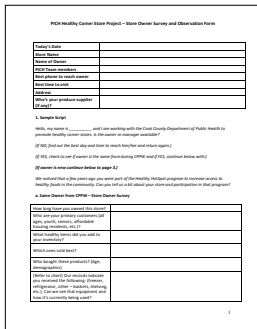 PICH Healthy Corner Store Project – Store Owner Survey and Observation Form
Today's Date
Store Name
Name of Owner
PICH Team members
Best phone to reach owner
Best time to visit
Address
Who's your produce supplier
(if any)?
1. Sample Script
Hello, my name is __________ and I am working with the Cook County Department of Public Health to
promote healthy corner stores. Is the owner or manager available?
(If NO, find out the best day and time to reach him/her and return again.)
(If YES, check to see if owner is the same from during CPPW and if YES, continue below with:)
(If owner is new continue below to page 3.)
We noticed that a few years ago you were part of the Healthy HotSpot program to increase access to
healthy foods in the community. Can you tell us a bit about your store and participation in that program?
a. Same Owner from CPPW – Store Owner Survey
How long have you owned this store?
Who are your primary customers (all
ages, youth, seniors, affordable
housing residents, etc.)?
What healthy items did you add to
your inventory?
Which ones sold best?
Who bought these products? (Age,
demographics)
(Refer to chart) Our records indicate
you received the following: (freezer,
refrigerator, other – baskets, shelving,
etc.). Can we see that equipment and
how it's currently being used?
1